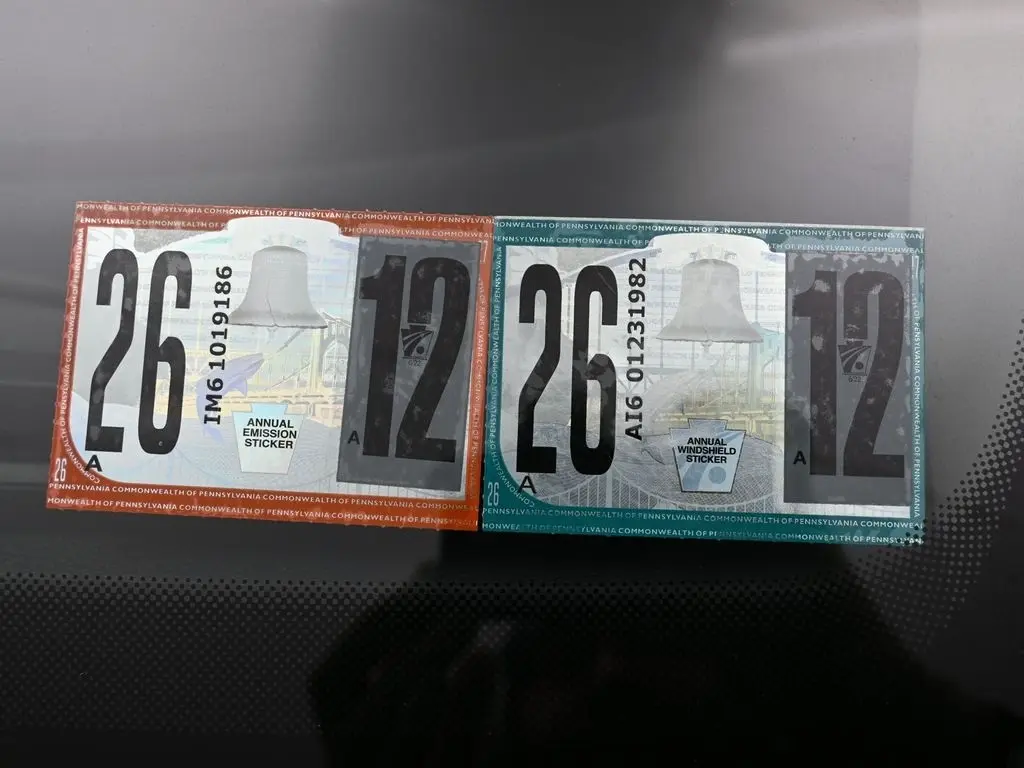 COMMONWEALTH OF PENNSYLVANIA COMMONWEALTH OF PENNSYLVANIA COMMONWEALTH OF PENNSYLVANIA
26
IM6 1019186
12
A
ANNUAL
EMISSION
STICKER
A
26
PENNSYLVANIA COMMONWEALTH OF PENNSYLVANIA COMMONWEALTH OF PENNSYLVANIA
COMMONWEALTH OF PENNSYLVANIA COMMONWEALTH OF PENNSYLVANIA
26
AI6 01231982
12
A
ANNUAL
WINDSHIELD
STICKER
A
26
PENNSYLVANIA COMMONWEALTH OF PENNSYLVANIA COMMONWEALTH OF PENNSYLVANIA